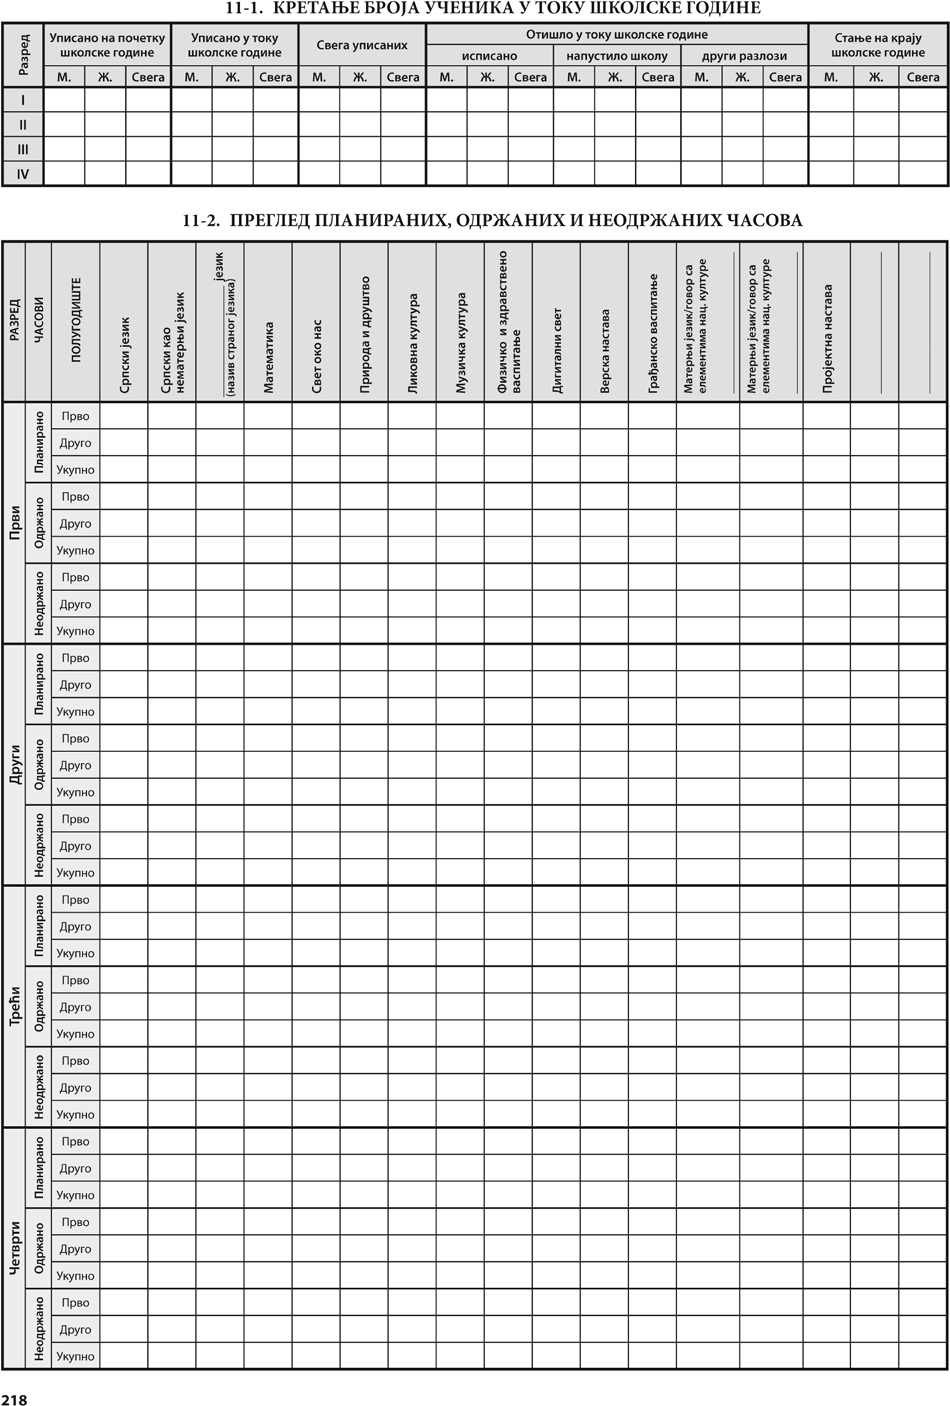 11-1. КРЕТАЊЕ БРОЈА УЧЕНИКА У ТОКУ ШКОЛСКЕ ГОДИНЕ
Разред
Уписано на почетку
школске године
Уписано у току
школске године
Свега уписаних
Отишло у току школске године
исписано
напустило школу
други разлози
Стање на крају
школске године
М. Ж. Свега М. Ж. Свега М. Ж. Свега М. Ж. Свега М. Ж. Свега М. Ж. Свега М. Ж. Свега
I
II
III
IV
11-2. ПРЕГЛЕД ПЛАНИРАНИХ, ОДРЖАНИХ И НЕОДРЖАНИХ ЧАСОВА
РАЗРЕД
ЧАСОВИ
ПОЛУГОДИШТЕ
Српски језик
Српски као
нематерњи језик
језик
(назив страног језика)
Математика
Свет око нас
Природа и друштво
Ликовна култура
Музичка култура
Физичко и здравствено
васпитање
Дигитални свет
Верска настава
Грађанско васпитање
Матерњи језик/говор са
елементима нац. културе
Матерњи језик/говор са
елементима нац. културе
Пројектна настава
Први
Планирано
Прво
Друго
Укупно
Одржано
Прво
Друго
Укупно
Неодржано
Прво
Друго
Укупно
Други
Планирано
Прво
Друго
Укупно
Одржано
Прво
Друго
Укупно
Неодржано
Прво
Друго
Укупно
Трећи
Планирано
Прво
Друго
Укупно
Одржано
Прво
Друго
Укупно
Неодржано
Прво
Друго
Укупно
Четврти
Планирано
Прво
Друго
Укупно
Одржано
Прво
Друго
Укупно
Неодржано
Прво
Друго
Укупно
218